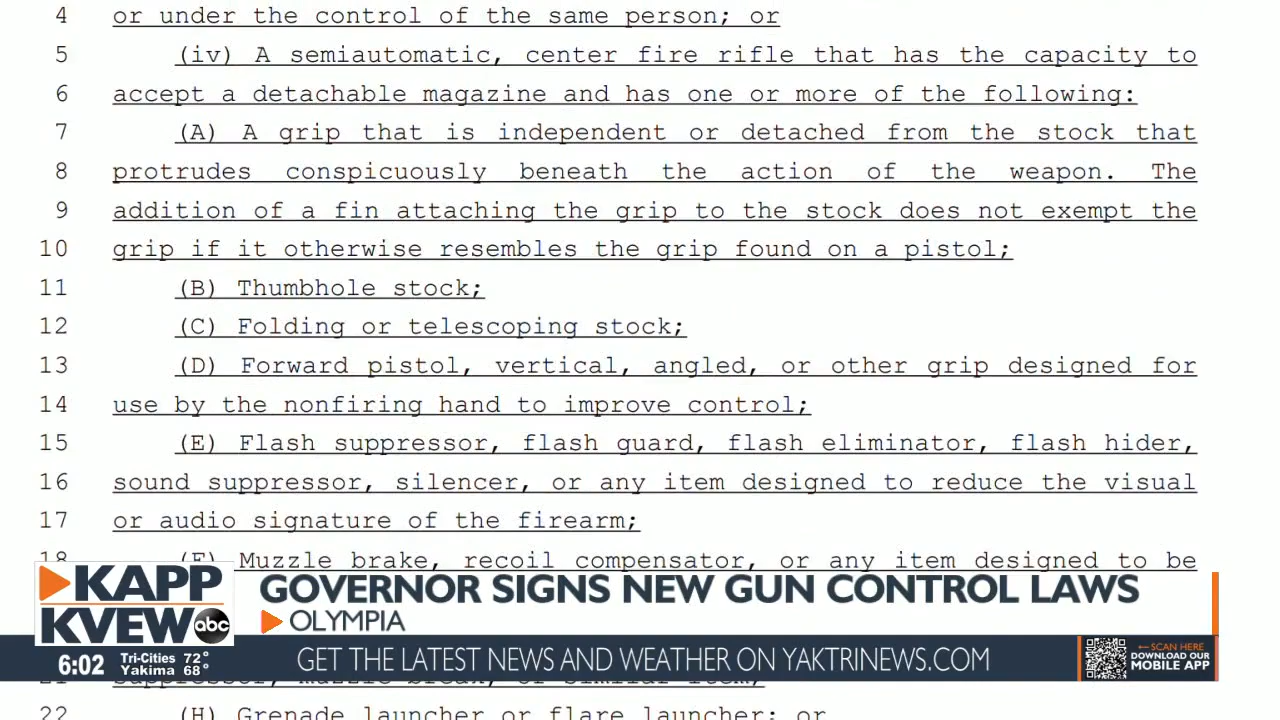 4 or under the control of the same person; or
5 (iv) A semiautomatic, center fire rifle that has the capacity to
6 accept a detachable magazine and has one or more of the following:
7 (A) A grip that is independent or detached from the stock that
8 protrudes conspicuously beneath the action of the weapon. The
9 addition of a fin attaching the grip to the stock does not exempt the
10 grip if it otherwise resembles the grip found on a pistol;
11 (B) Thumbhole stock;
12 (C) Folding or telescoping stock;
13 (D) Forward pistol, vertical, angled, or other grip designed for
14 use by the nonfiring hand to improve control;
15 (E) Flash suppressor, flash guard, flash eliminator, flash hider,
16 sound suppressor, silencer, or any item designed to reduce the visual
17 or audio signature of the firearm;
18 (F) Muzzle brake, recoil compensator, or any item designed to be
KAPP
KVEW abc
GOVERNOR SIGNS NEW GUN CONTROL LAWS
OLYMPIA
6:02
Tri-Cities 72°
Yakima 68°
GET THE LATEST NEWS AND WEATHER ON YAKTRINEWS.COM
←SCAN HERE
DOWNLOAD OUR
MOBILE APP
22 (H) Grenade launcher or flare launcher; or